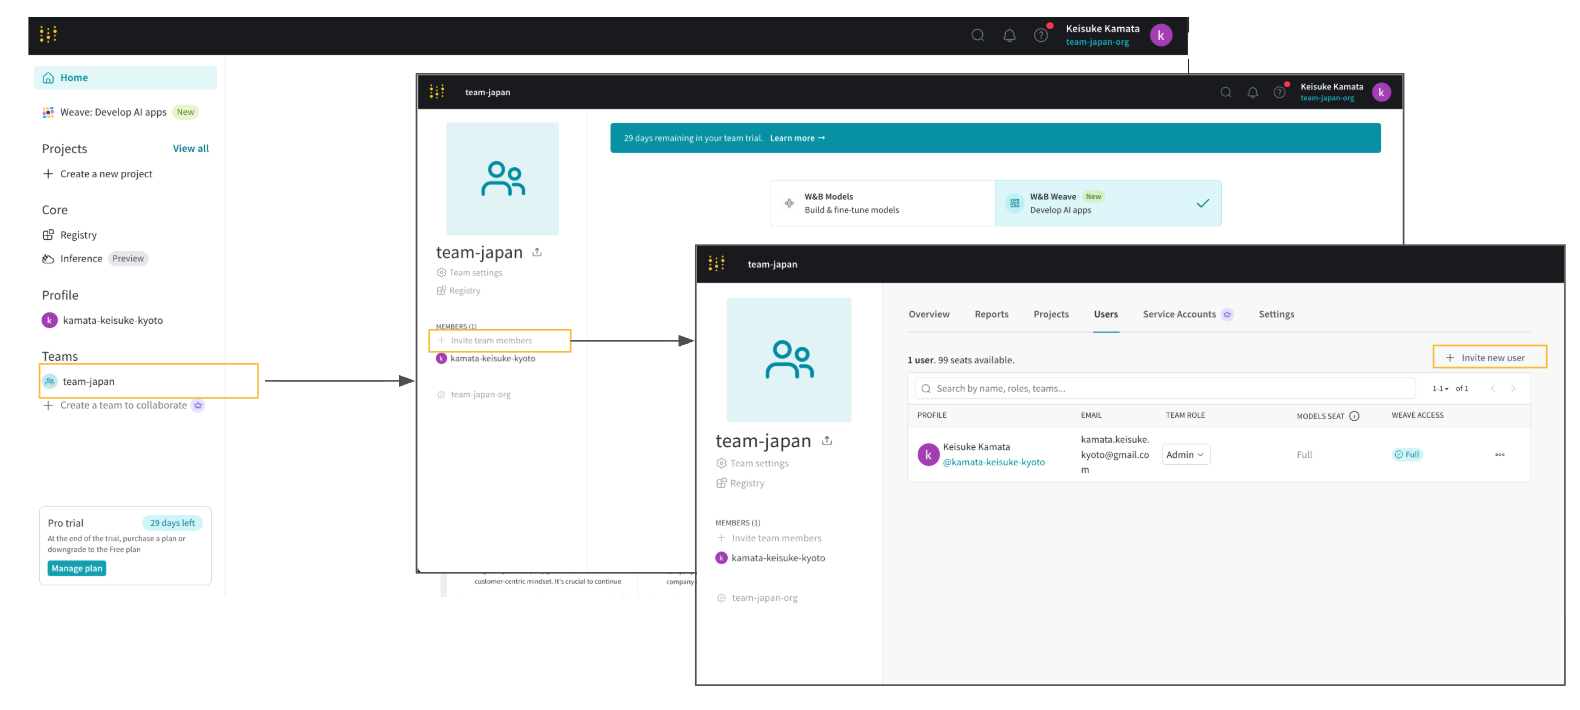 Keisuke Kamata
team-japan-org
k
Home
Weave: Develop AI apps New
Projects View all
Create a new project
Core
Registry
Inference Preview
Profile
k kamata-keisuke-kyoto
Teams
team-japan
Create a team to collaborate
Pro trial 29 days left
At the end of the trial, purchase a plan or
downgrade to the Free plan
Manage plan
team-japan
Keisuke Kamata
team-japan-org
k
29 days remaining in your team trial. Learn more →
W&B Models
Build & fine-tune models
W&B Weave New
Develop AI apps
team-japan
Team settings
Registry
MEMBERS (1)
Invite team members
k kamata-keisuke-kyoto
team-japan-org
customer-centric mindset. It's crucial to continue
company
team-japan
team-japan
Team settings
Registry
MEMBERS (1)
Invite team members
k kamata-keisuke-kyoto
team-japan-org
Overview Reports Projects Users Service Accounts Settings
1 user. 99 seats available.
+ Invite new user
Search by name, roles, teams...
1-1 of 1
PROFILE EMAIL TEAM ROLE MODELS SEAT WEAVE ACCESS
k
Keisuke Kamata
@kamata-keisuke-kyoto
kamata.keisuke.
kyoto@gmail.co
m
Admin
Full
Full